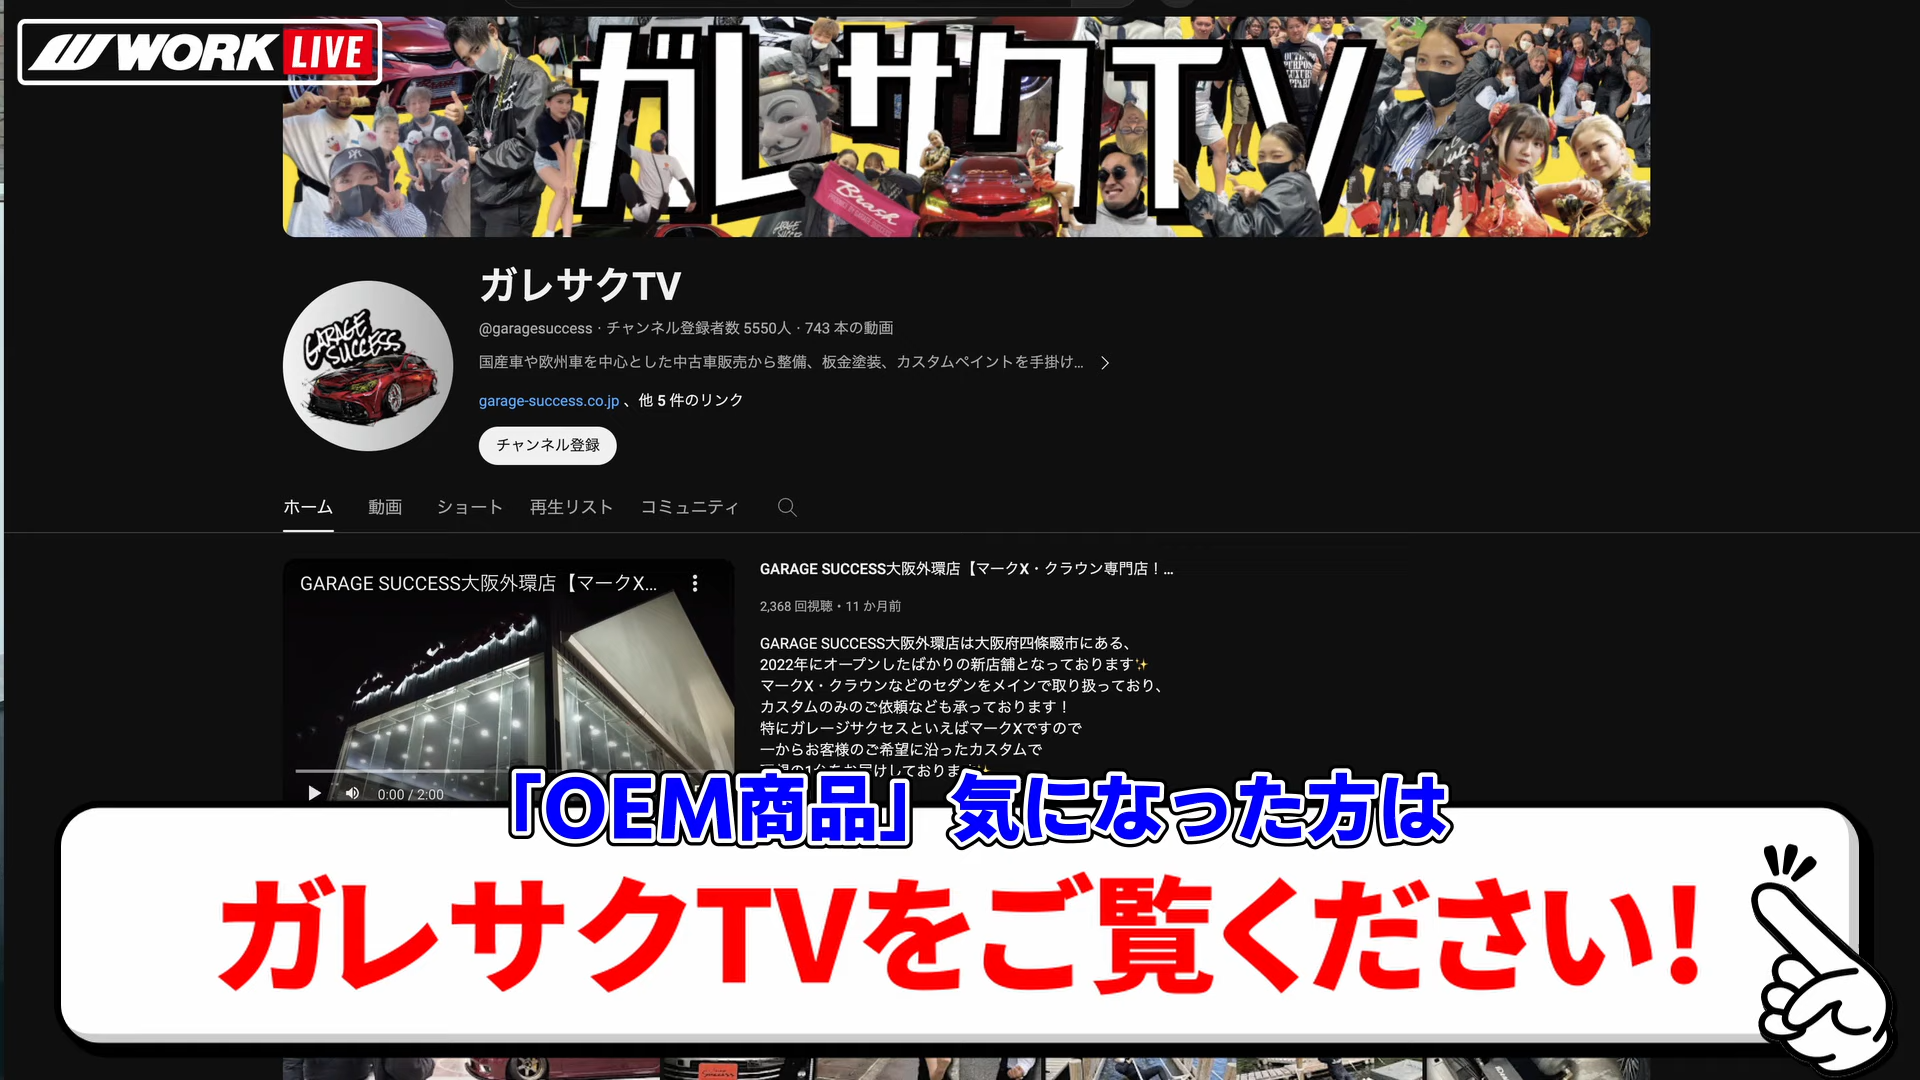 WORK LIVE
ガレサクTV
Brash
ガレサクTV
GARAGE SUCCESS
@garagesuccess・チャンネル登録者数 5550人・743 本の動画
国産車や欧州車を中心とした中古車販売から整備、板金塗装、カスタムペイントを手掛け...
garage-success.co.jp 、他 5 件のリンク
チャンネル登録
ホーム 動画 ショート 再生リスト コミュニティ
GARAGE SUCCESS大阪外環店【マークX...
0:00 / 2:00
GARAGE SUCCESS大阪外環店【マークX・クラウン専門店！...
2,368 回視聴・11 か月前
GARAGE SUCCESS大阪外環店は大阪府四條畷市にある、
2022年にオープンしたばかりの新店舗となっております✨
マークX・クラウンなどのセダンをメインで取り扱っており、
カスタムのみのご依頼なども承っております！
特にガレージサクセスといえばマークXですので
一からお客様のご希望に沿ったカスタムで
「OEM商品」気になった方は
ガレサクTVをご覧ください!